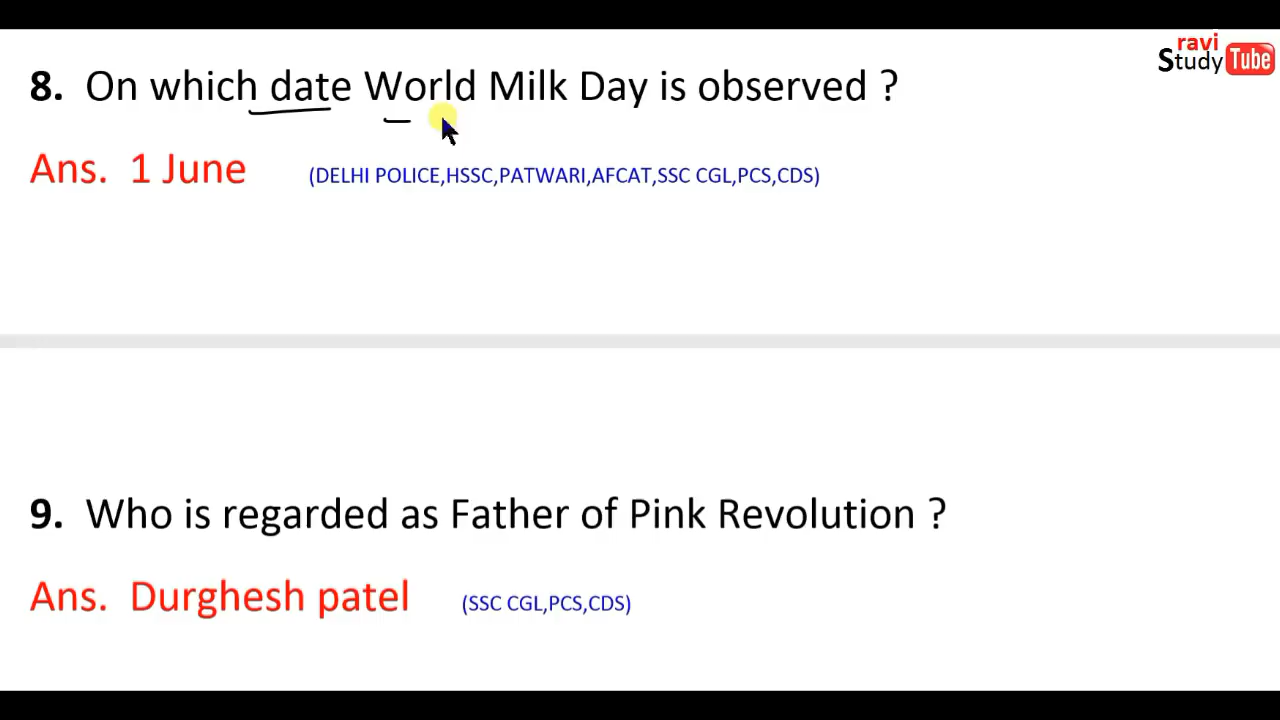 ravi
Study Tube
8. On which date World Milk Day is observed ?
Ans. 1 June (DELHI POLICE,HSSC,PATWARI,AFCAT,SSC CGL,PCS,CDS)
9. Who is regarded as Father of Pink Revolution ?
Ans. Durghesh patel (SSC CGL,PCS,CDS)